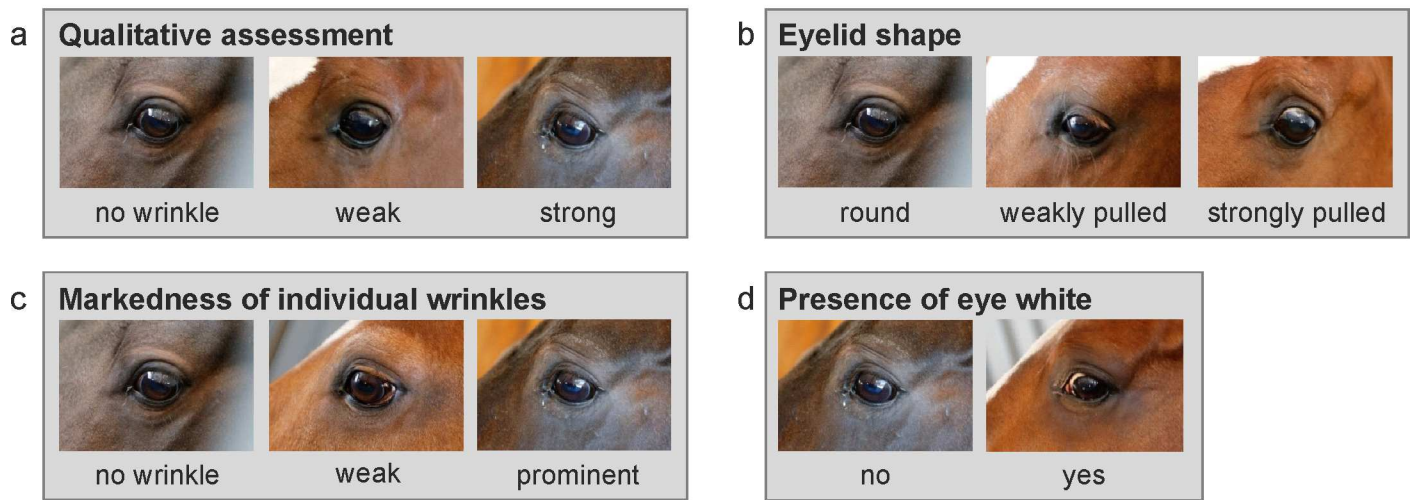 a
Qualitative assessment
no wrinkle
weak
strong
b
Eyelid shape
round
weakly pulled
strongly pulled
c
Markedness of individual wrinkles
no wrinkle
weak
prominent
d
Presence of eye white
no
yes